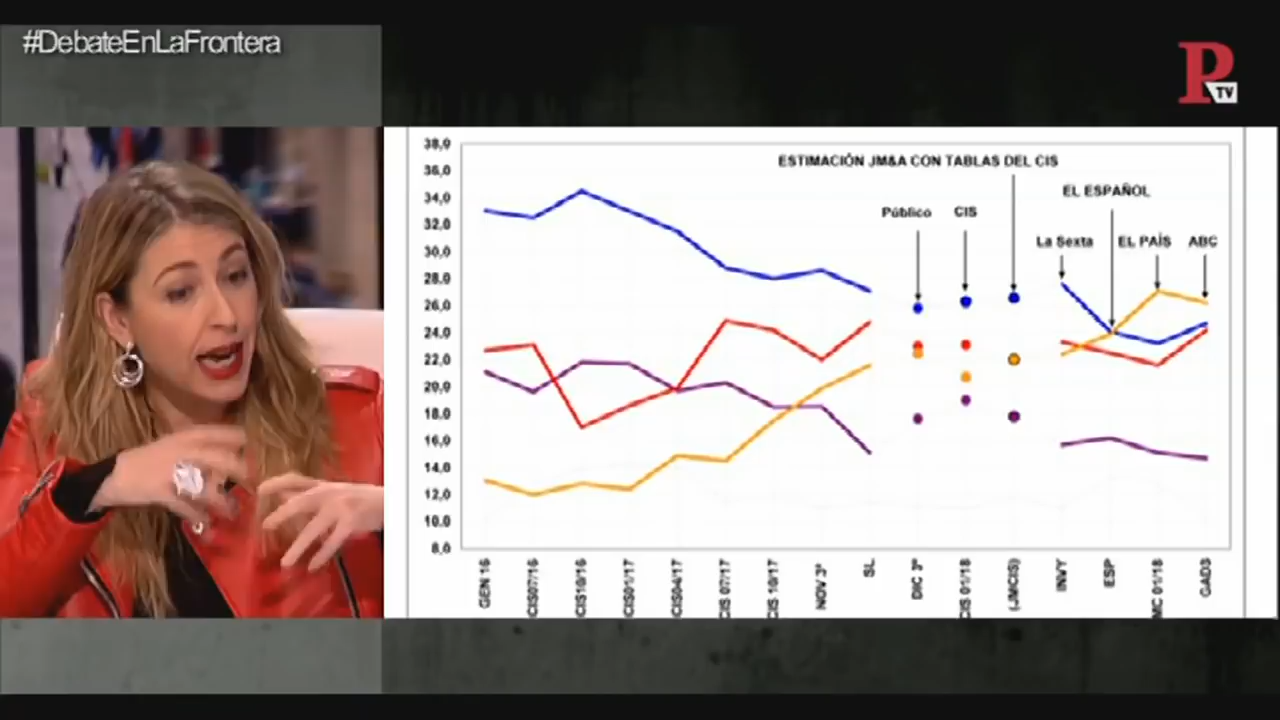 #DebateEnLaFrontera
P
TV
ESTIMACIÓN JM&A CON TABLAS DEL CIS
EL ESPAÑOL
Público
CIS
La Sexta
EL PAÍS
ABC
38,0
36,0
34,0
32,0
30,0
28,0
26,0
24,0
22,0
20,0
18,0
16,0
14,0
12,0
10,0
8,0
GEN 16
CIS07/16
CIS10/16
CIS01/17
CIS04/17
CIS 07/17
CIS 10/17
NOV 3ª
SL
DIC 3ª
CIS 01/18
(JM/CIS)
INVY
ESP
MC 01/18
GAD3